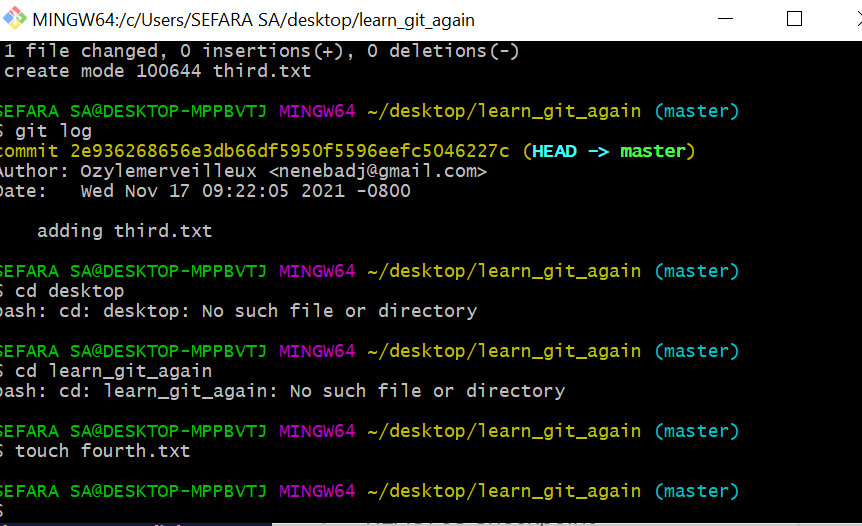 MINGW64:/c/Users/SEFARA SA/desktop/learn_git_again
1 file changed, 0 insertions(+), 0 deletions(-)
create mode 100644 third.txt
SEFARA SA@DESKTOP-MPPBVTJ MINGW64 ~/desktop/learn_git_again (master)
$ git log
commit 2e936268656e3db66df5950f5596eefc5046227c (HEAD -> master)
Author: Ozylemerveilleux <nenebadj@gmail.com>
Date:   Wed Nov 17 09:22:05 2021 -0800
adding third.txt
SEFARA SA@DESKTOP-MPPBVTJ MINGW64 ~/desktop/learn_git_again (master)
$ cd desktop
bash: cd: desktop: No such file or directory
SEFARA SA@DESKTOP-MPPBVTJ MINGW64 ~/desktop/learn_git_again (master)
$ cd learn_git_again
bash: cd: learn_git_again: No such file or directory
SEFARA SA@DESKTOP-MPPBVTJ MINGW64 ~/desktop/learn_git_again (master)
$ touch fourth.txt
SEFARA SA@DESKTOP-MPPBVTJ MINGW64 ~/desktop/learn_git_again (master)
$